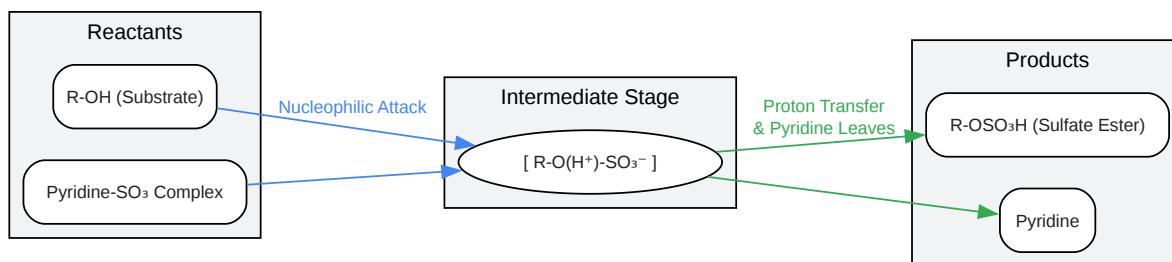 Reactants
R-OH (Substrate)
Pyridine-SO₃ Complex
Nucleophilic Attack
Intermediate Stage
[ R-O(H⁺)-SO₃⁻ ]
Proton Transfer
& Pyridine Leaves
Products
R-OSO₃H (Sulfate Ester)
Pyridine